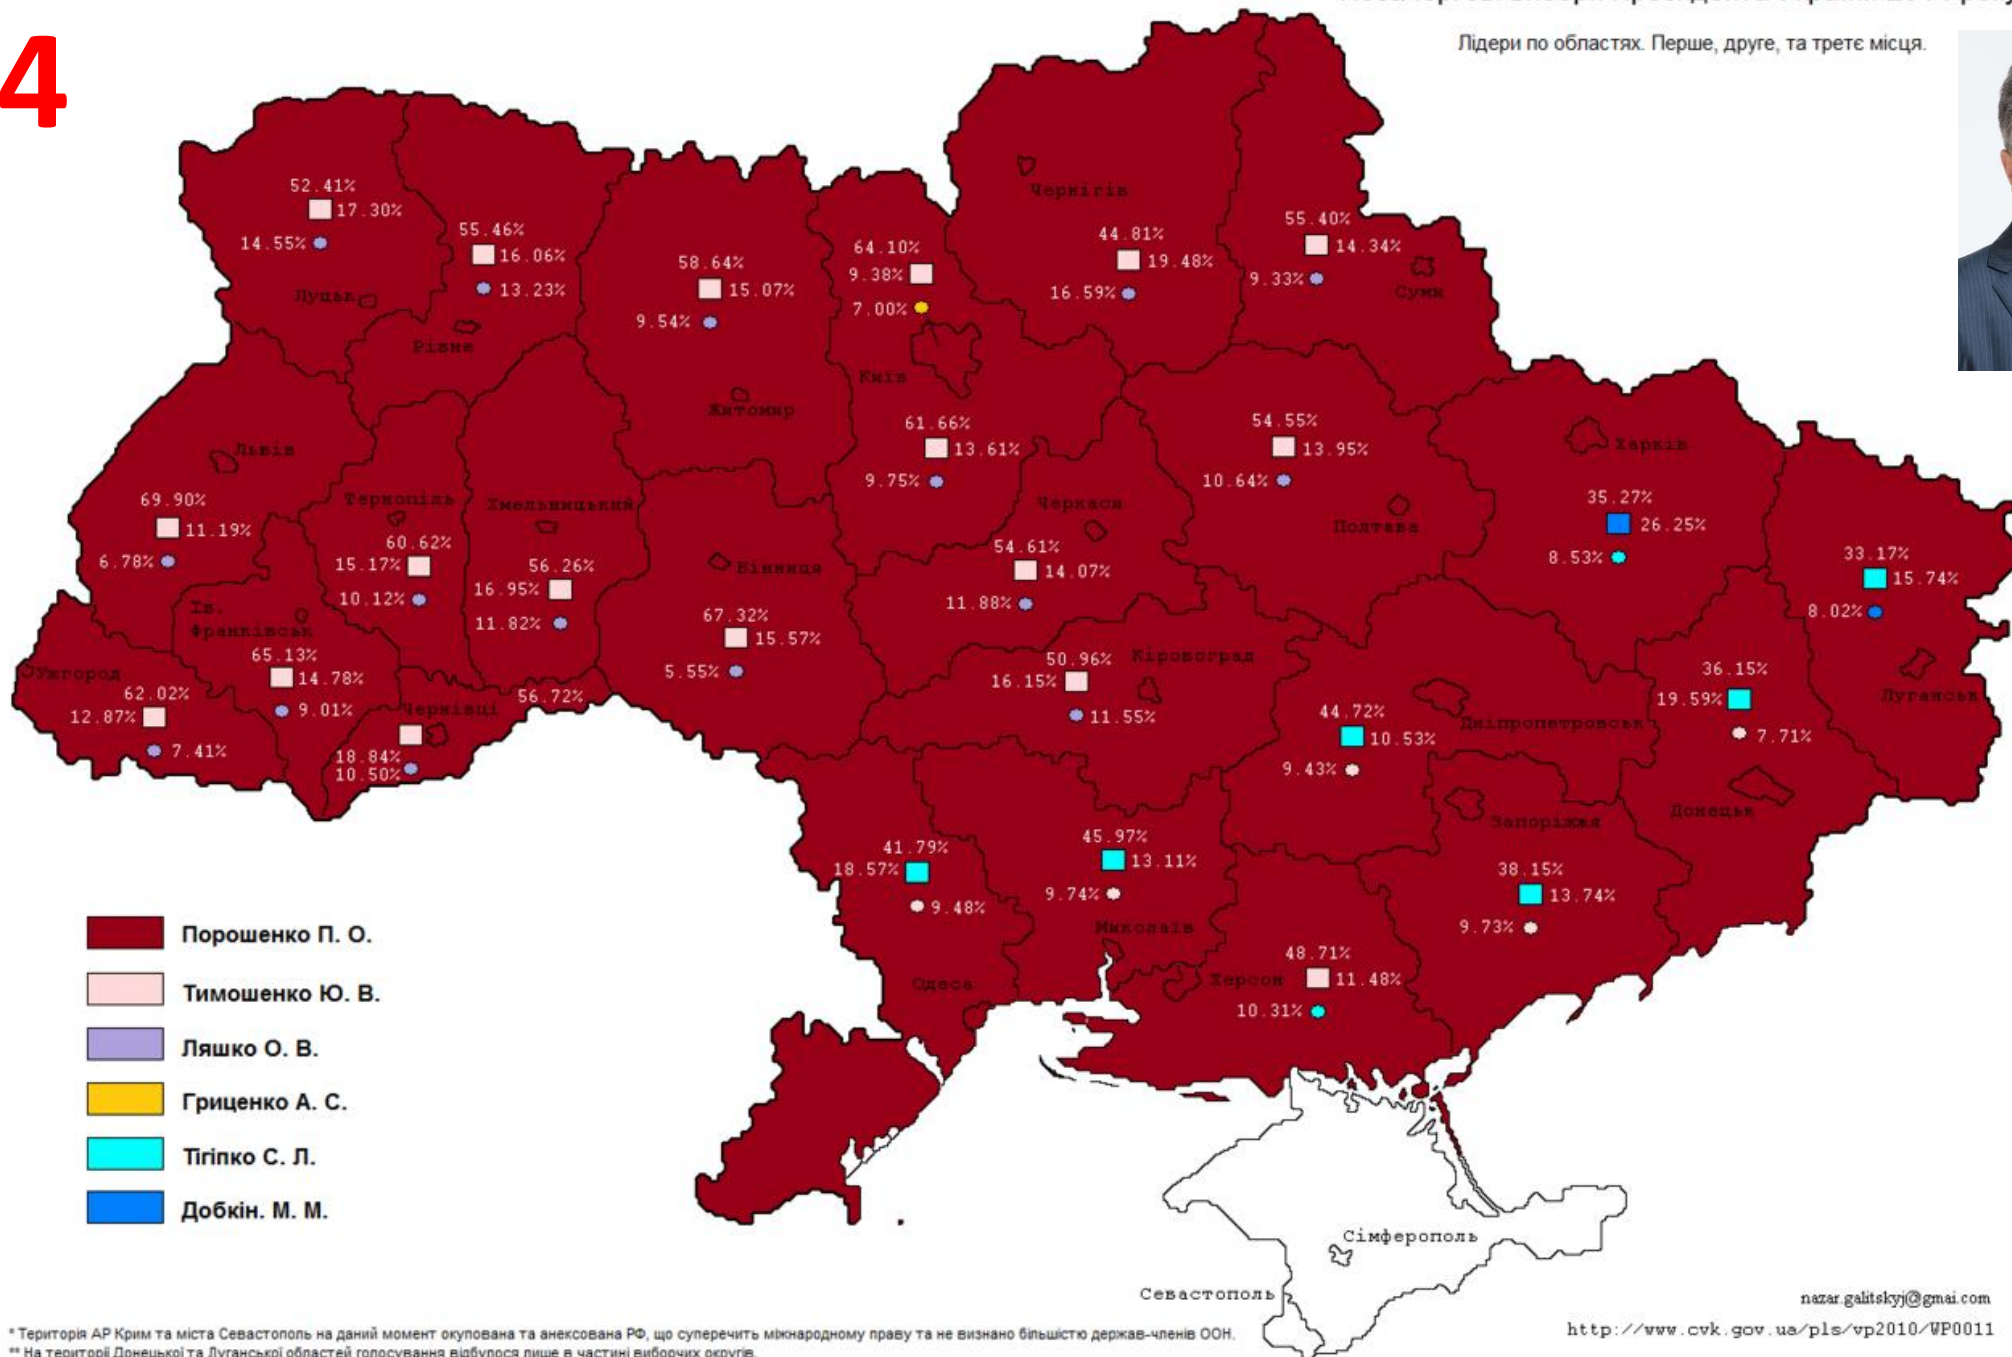 4
Лідери по областях. Перше, друге, та третє місця.
52.41%
17.30%
14.55%
Луцьк
55.46%
16.06%
13.23%
Рівне
58.64%
15.07%
9.54%
Житомир
64.10%
9.38%
7.00%
Київ
61.66%
13.61%
9.75%
Чернігів
44.81%
19.48%
16.59%
55.40%
14.34%
9.33%
Суми
Львів
69.90%
11.19%
6.78%
Тернопіль
60.62%
15.17%
10.12%
Хмельницький
56.26%
16.95%
11.82%
Вінниця
67.32%
15.57%
5.55%
Черкаси
54.61%
14.07%
11.88%
54.55%
13.95%
10.64%
Полтава
Харків
35.27%
26.25%
8.53%
33.17%
15.74%
8.02%
Луганськ
Ів.
Франківськ
65.13%
14.78%
9.01%
Ужгород
62.02%
12.87%
7.41%
Чернівці
56.72%
18.84%
10.50%
50.96%
Кіровоград
16.15%
11.55%
44.72%
10.53%
9.43%
Дніпропетровськ
36.15%
19.59%
7.71%
Донецьк
41.79%
18.57%
9.48%
Одеса
45.97%
13.11%
9.74%
Миколаїв
Запоріжжя
38.15%
13.74%
9.73%
48.71%
Херсон
11.48%
10.31%
Порошенко П. О.
Тимошенко Ю. В.
Ляшко О. В.
Гриценко А. С.
Тігіпко С. Л.
Добкін. М. М.
Сімферополь
Севастополь
nazar.galitskyj@gmai.com
http://www.cvk.gov.ua/pls/vp2010/WP0011
* Територія АР Крим та міста Севастополь на даний момент окупована та анексована РФ, що суперечить міжнародному праву та не визнано більшістю держав-членів ООН.
** На території Донецької та Луганської областей голосування відбулося лише в частині виборчих округів.